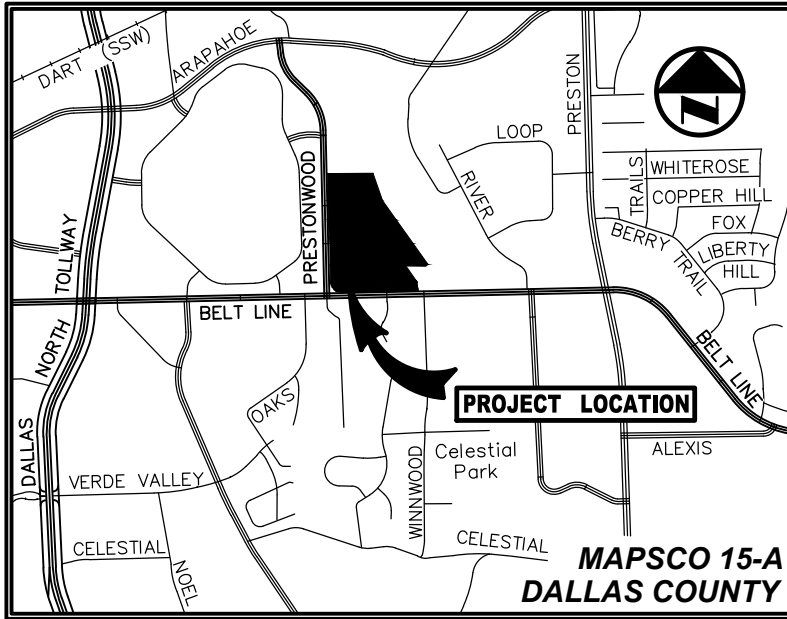 DART (SSW)
ARAPAHOE
PRESTON
N
LOOP
TRAILS
WHITEROSE
COPPER HILL
RIVER
FOX
BERRY TRAIL
LIBERTY
HILL
PRESTONWOOD
DALLAS NORTH TOLLWAY
BELT LINE
BELT LINE
PROJECT LOCATION
OAKS
ALEXIS
WINNWOOD
Celestial
Park
VERDE VALLEY
CELESTIAL
NOEL
CELESTIAL
MAPSCO 15-A
DALLAS COUNTY